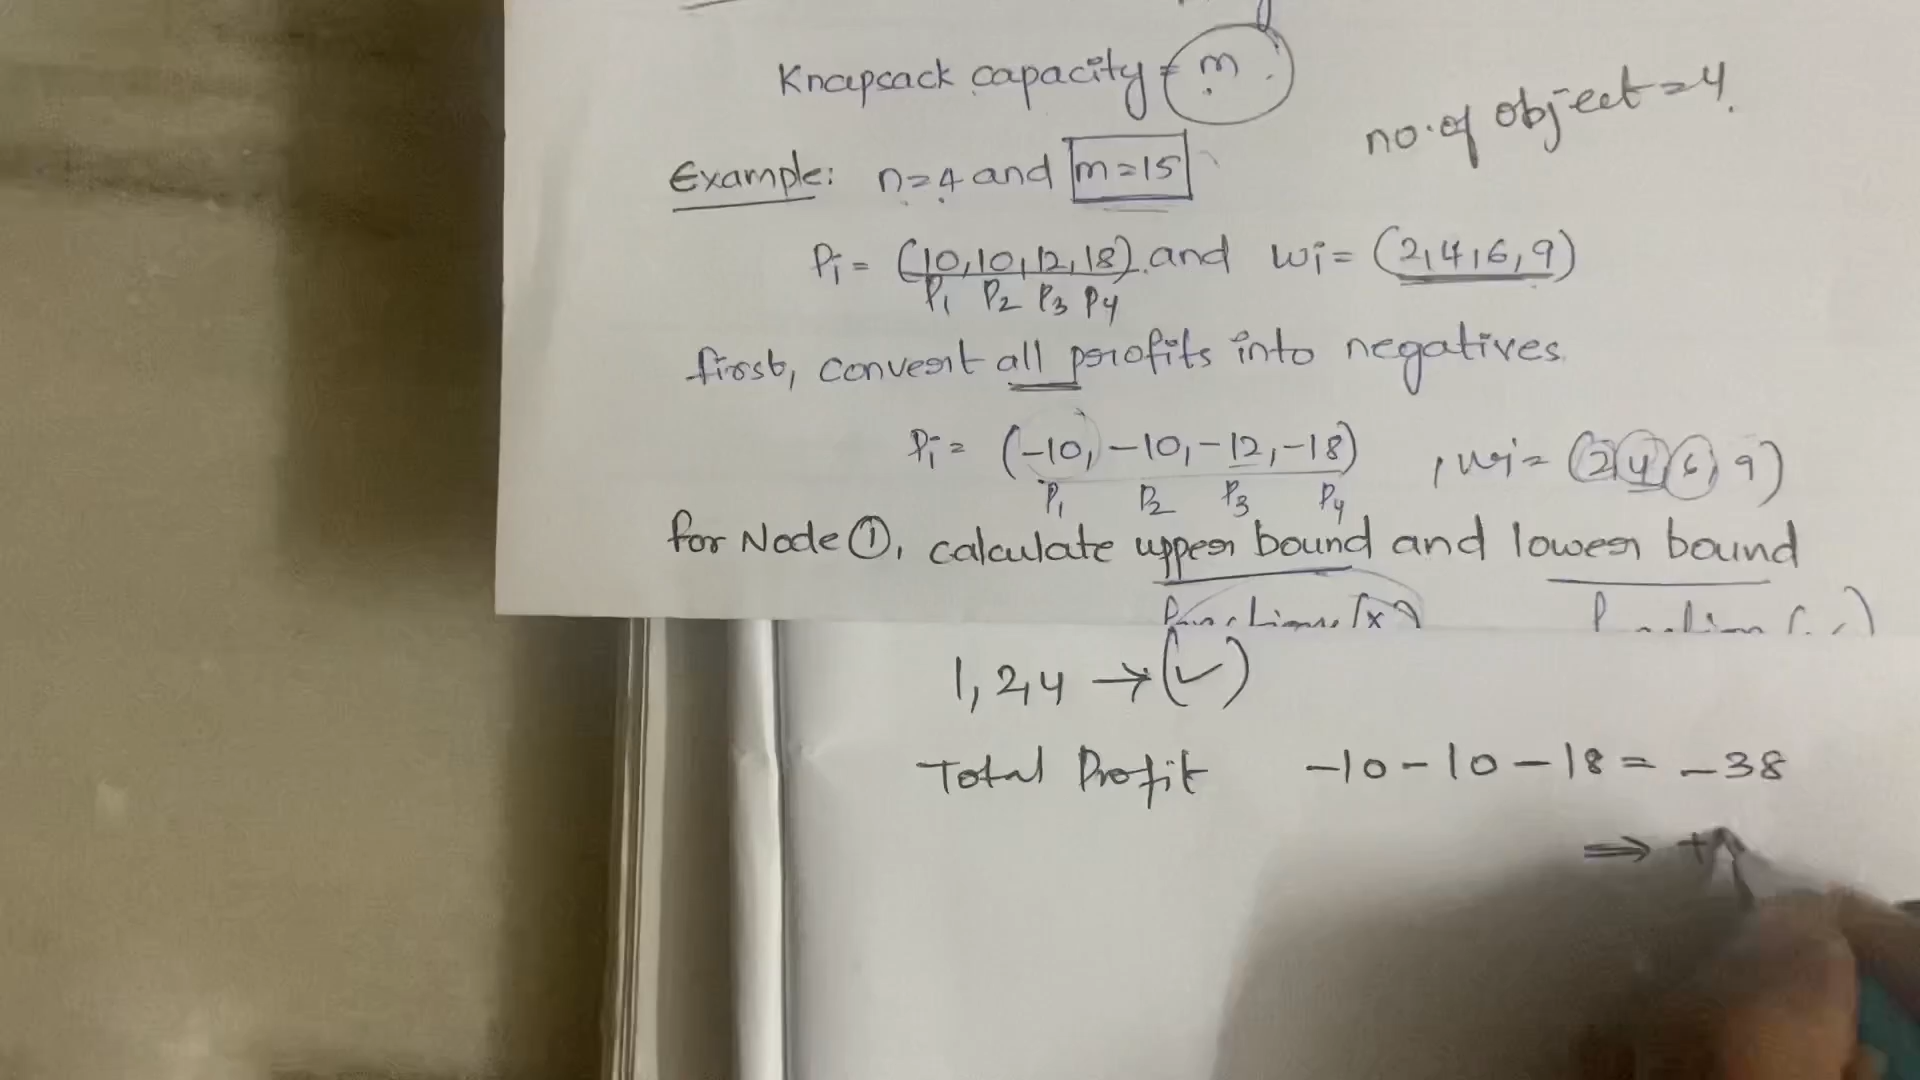 Knapsack capacity = m.
no. of object = 4.
Example: n=4 and m=15
Pi = (10,10,12,18) and wi = (2,4,6,9)
P1 P2 P3 P4
first, convert all profits into negatives.
Pi = (-10, -10, -12, -18) , wi = (2,4,6,9)
P1 P2 P3 P4
for Node ①, calculate upper bound and lower bound
1, 2, 4 → (✓)
Total Profit -10-10-18 = -38
⇒ +